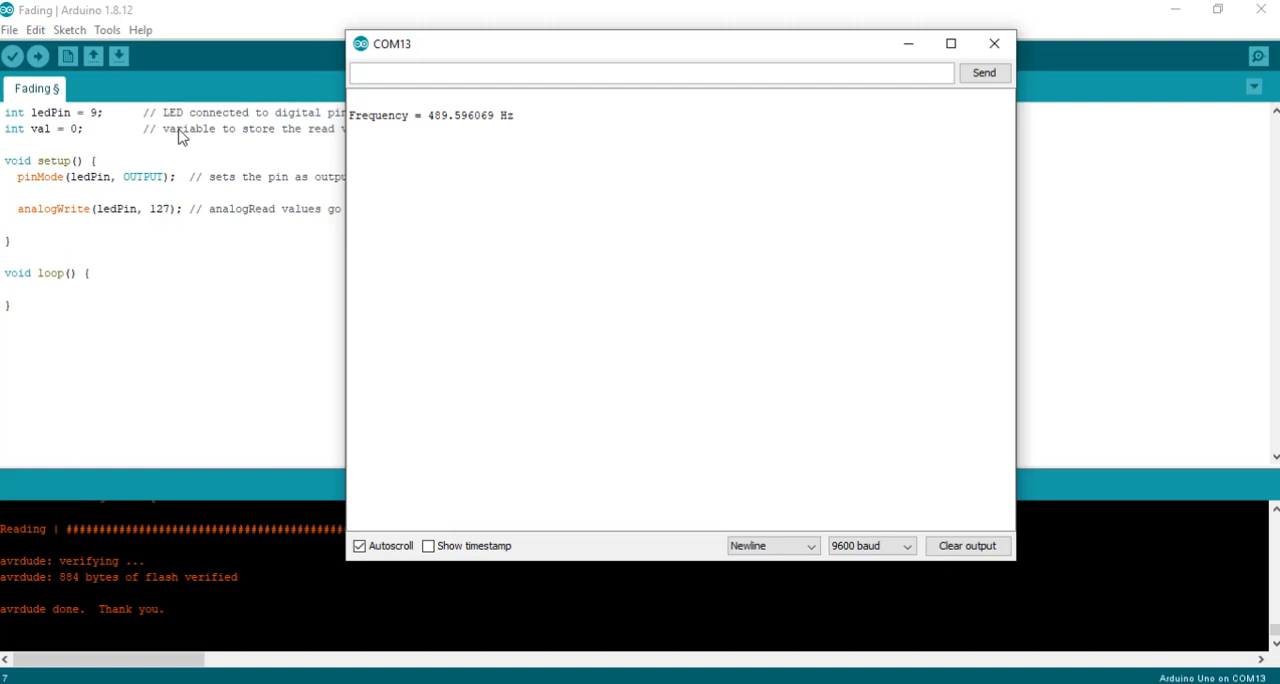 Fading | Arduino 1.8.12
File Edit Sketch Tools Help
Fading §
int ledPin = 9;      // LED connected to digital pin
int val = 0;         // variable to store the read v
void setup() {
  pinMode(ledPin, OUTPUT);  // sets the pin as outpu
  analogWrite(ledPin, 127); // analogRead values go
}
void loop() {
}
COM13
Send
Frequency = 489.596069 Hz
Autoscroll Show timestamp Newline 9600 baud Clear output
Reading | ##########################################
avrdude: verifying ...
avrdude: 884 bytes of flash verified
avrdude done.  Thank you.
7 Arduino Uno on COM13